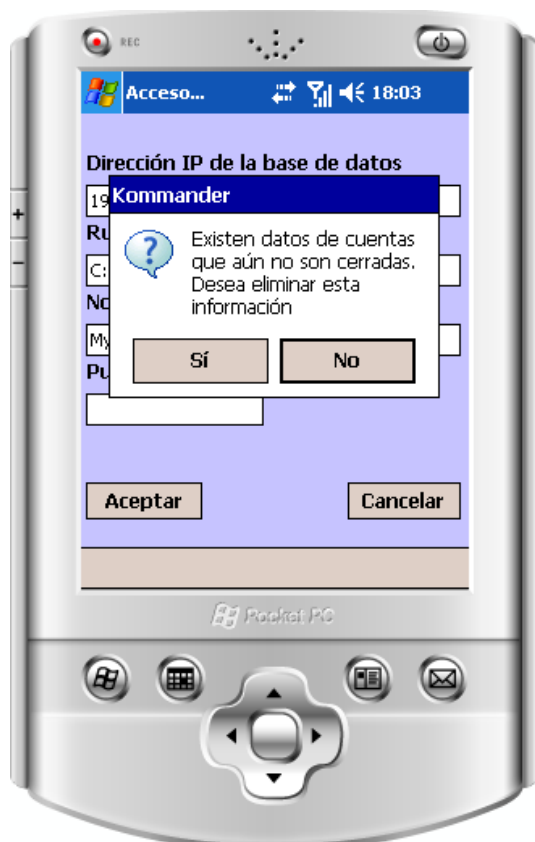 REC
Acceso... 18:03
Dirección IP de la base de datos
19
Kommander
Ru
Existen datos de cuentas
que aún no son cerradas.
C:
Desea eliminar esta
información
No
My
Sí No
Pu
Aceptar Cancelar
Pocket PC